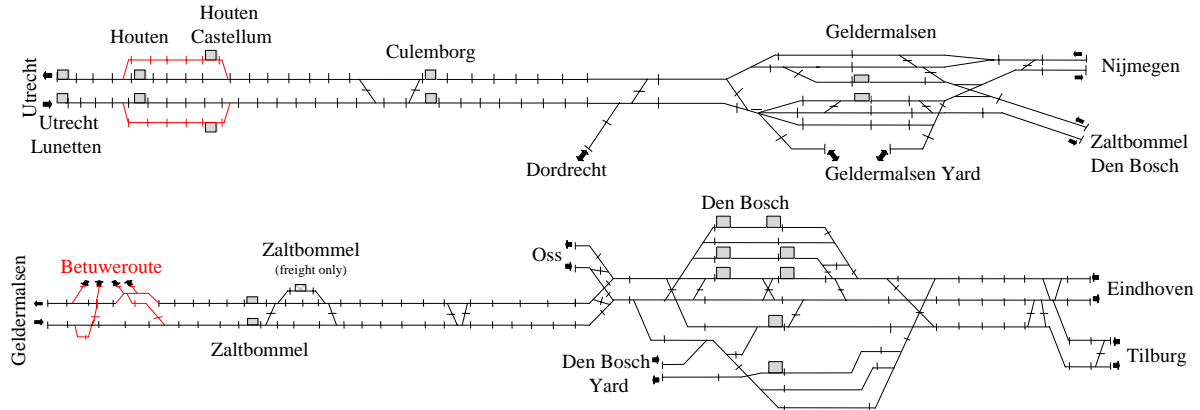 Houten
Houten
Castellum
Culemborg
Geldermalsen
Nijmegen
Utrecht
Utrecht
Lunetten
Dordrecht
Geldermalsen Yard
Zaltbommel
Den Bosch
Den Bosch
Betuweroute
Zaltbommel
(freight only)
Oss
Eindhoven
Geldermalsen
Zaltbommel
Den Bosch
Yard
Tilburg